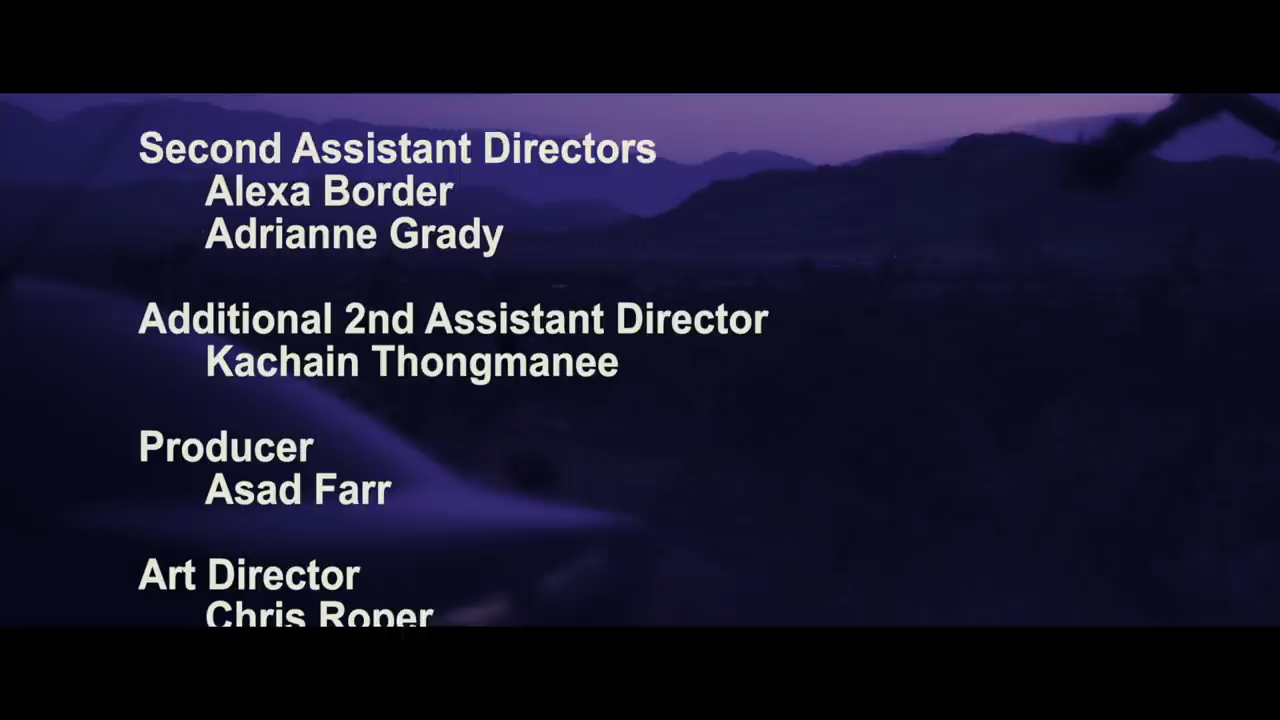 Second Assistant Directors
Alexa Border
Adrianne Grady
Additional 2nd Assistant Director
Kachain Thongmanee
Producer
Asad Farr
Art Director
Chris Roper